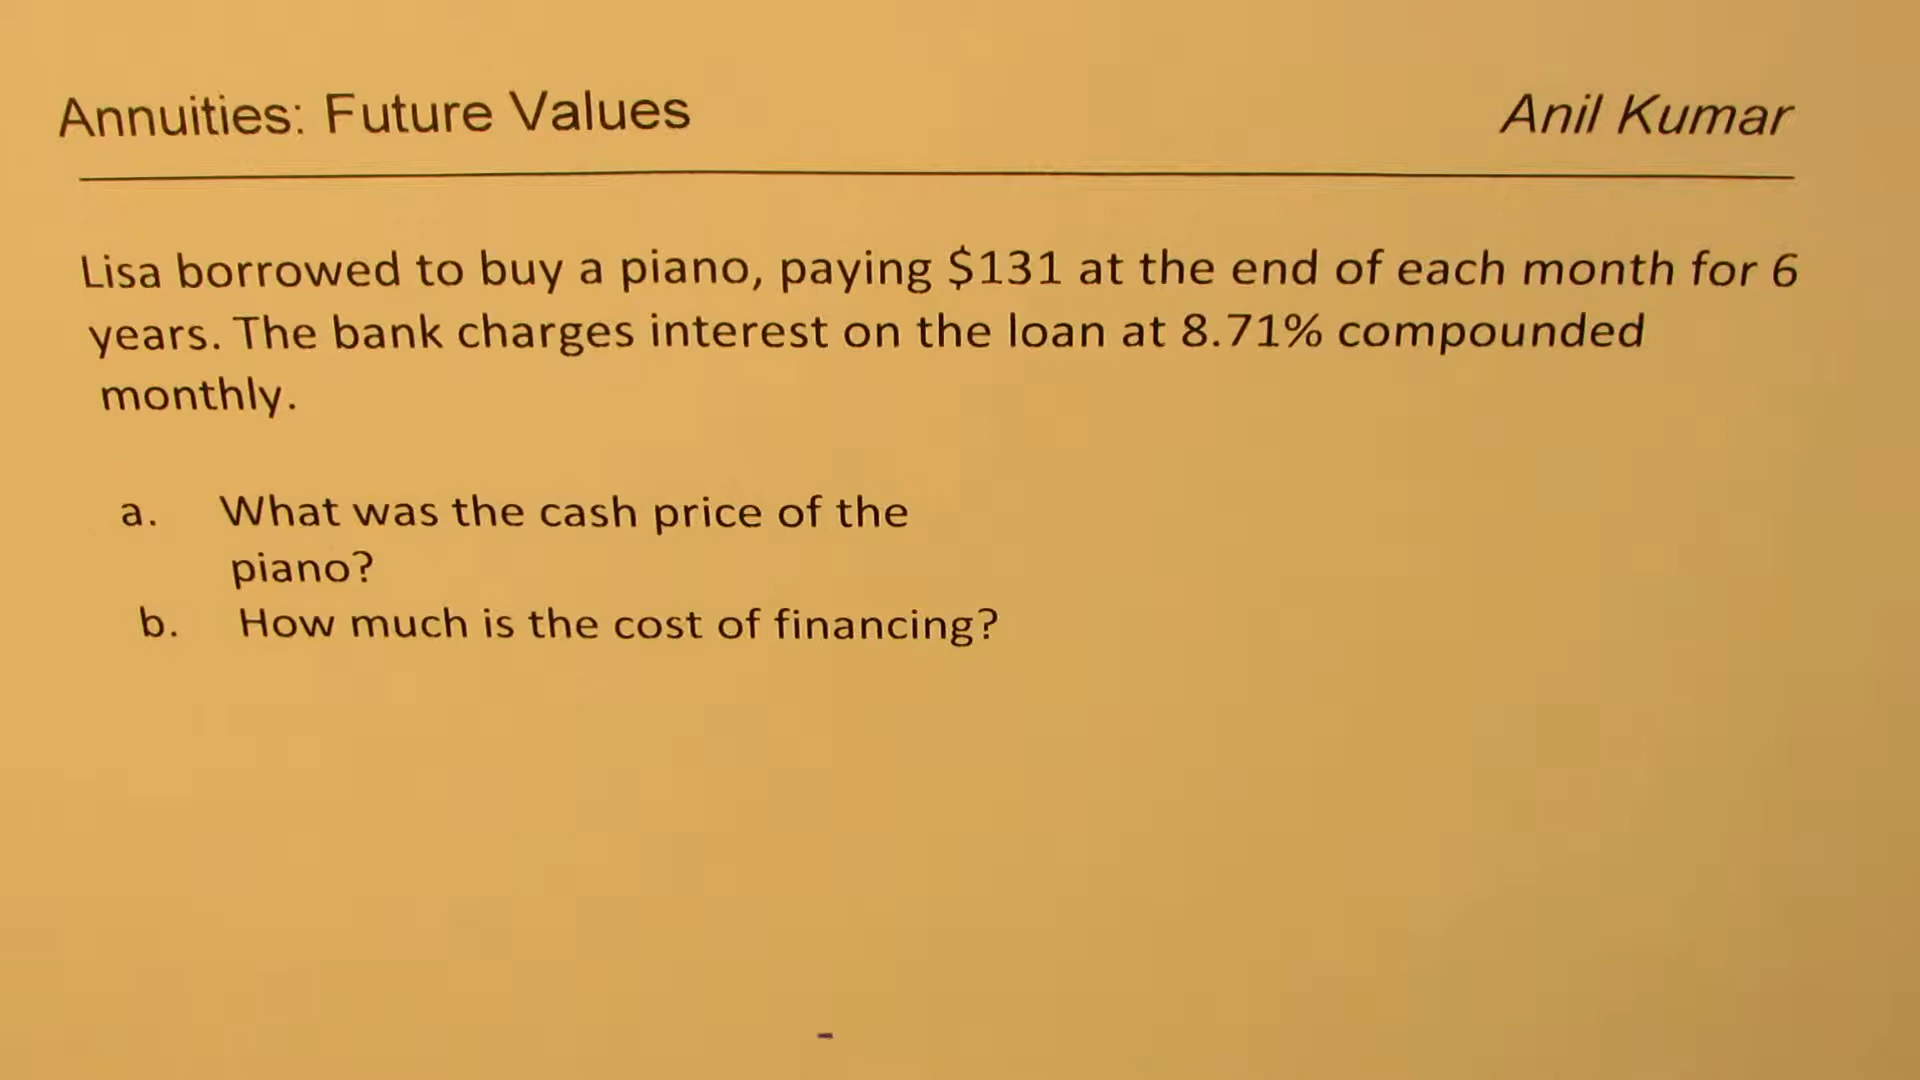 Annuities: Future Values
Anil Kumar
Lisa borrowed to buy a piano, paying $131 at the end of each month for 6
years. The bank charges interest on the loan at 8.71% compounded
monthly.
a. What was the cash price of the
piano?
b. How much is the cost of financing?